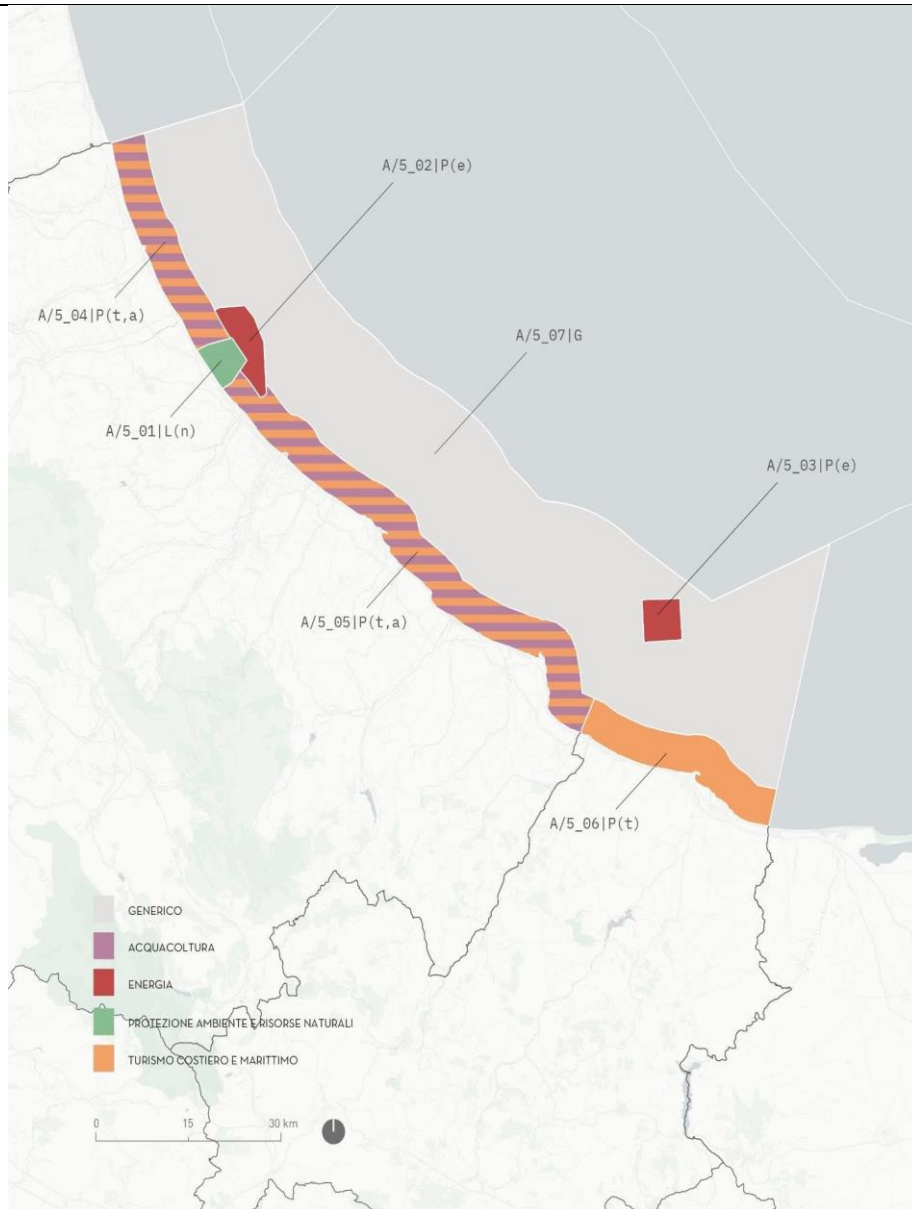 A/5_02|P(e)
A/5_04|P(t,a)
A/5_07|G
A/5_01|L(n)
A/5_03|P(e)
A/5_05|P(t,a)
A/5_06|P(t)
GENERICO
ACQUACOLTURA
ENERGIA
PROTEZIONE AMBIENTE E RISORSE NATURALI
TURISMO COSTIERO E MARITTIMO
0 15 30 km